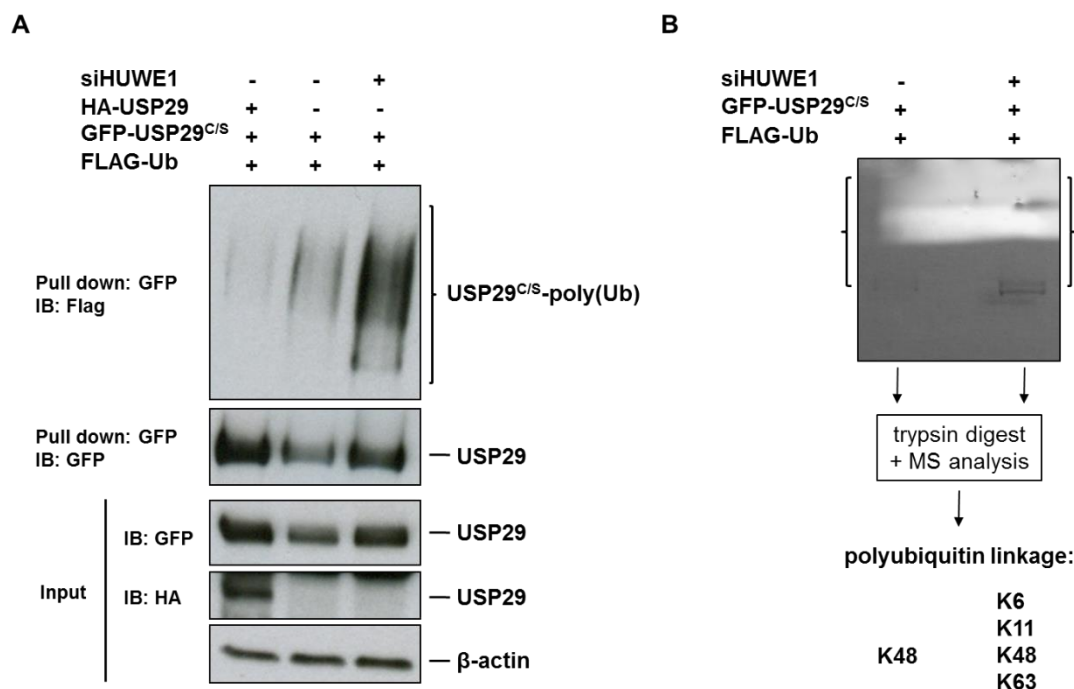 A
siHUWE1 - - +
HA-USP29 + - -
GFP-USP29C/S + + +
FLAG-Ub + + +
Pull down: GFP
IB: Flag
USP29C/S-poly(Ub)
Pull down: GFP
IB: GFP
USP29
Input
IB: GFP
USP29
IB: HA
USP29
β-actin
B
siHUWE1 - +
GFP-USP29C/S + +
FLAG-Ub + +
trypsin digest
+ MS analysis
polyubiquitin linkage:
K6
K11
K48 K48
K63